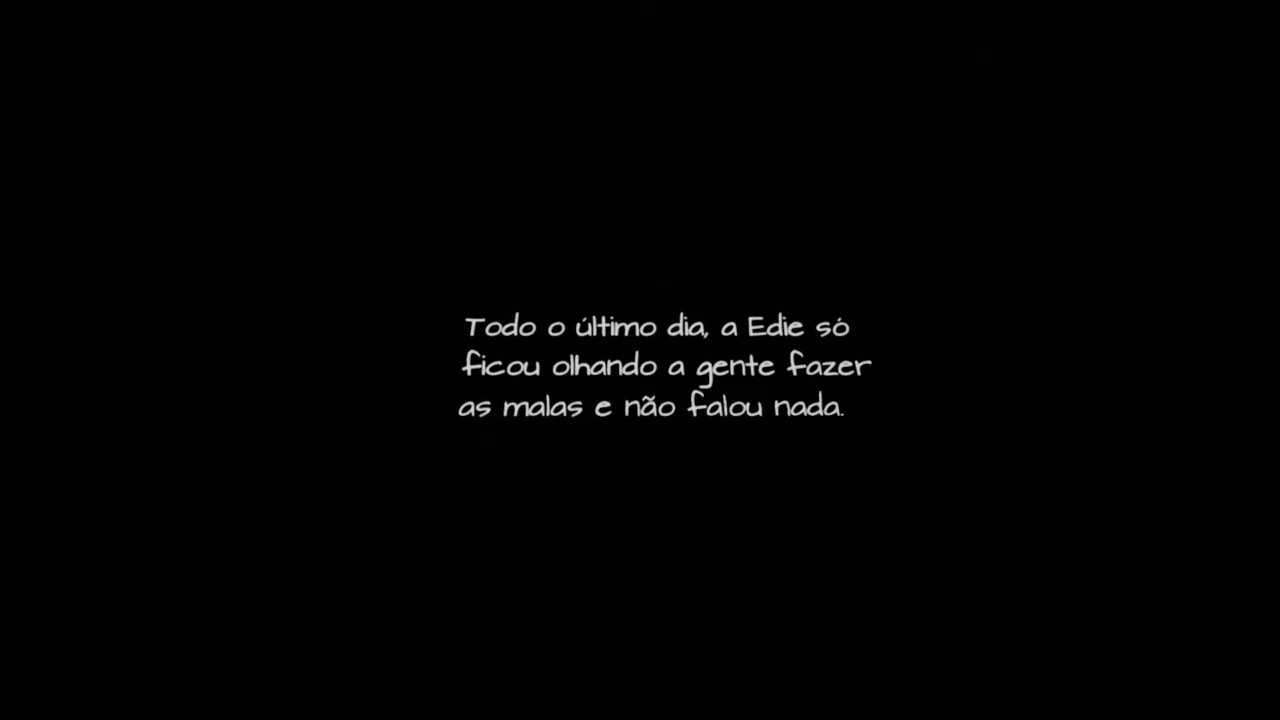 Todo o último dia, a Edie só
ficou olhando a gente fazer
as malas e não falou nada.